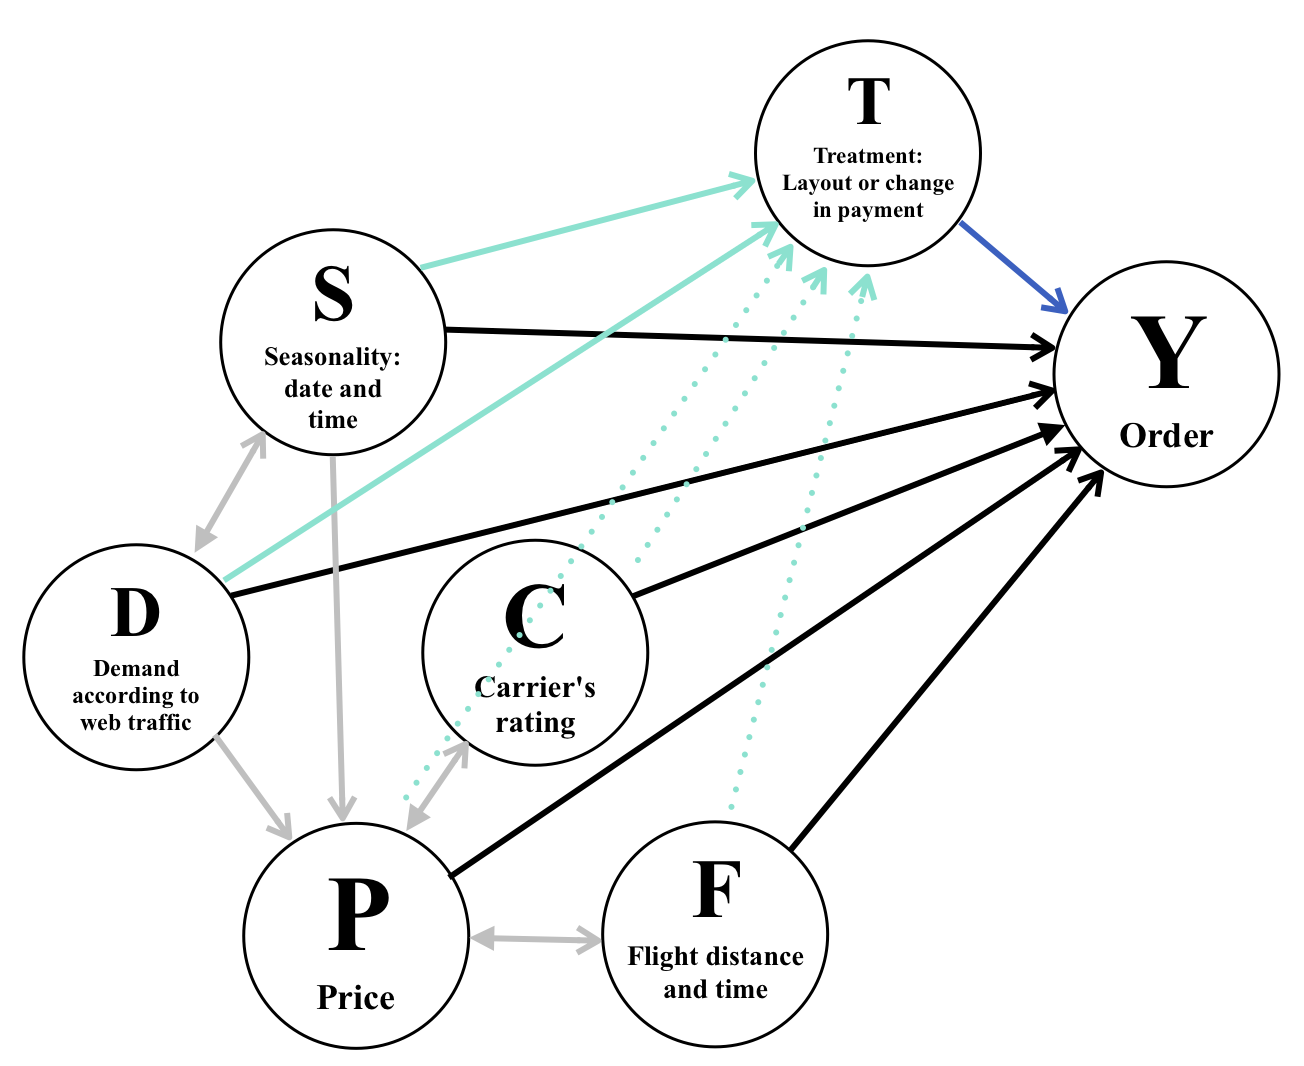 T
Treatment:
Layout or change
in payment
S
Seasonality:
date and
time
Y
Order
D
Demand
according to
web traffic
C
Carrier's
rating
P
Price
F
Flight distance
and time